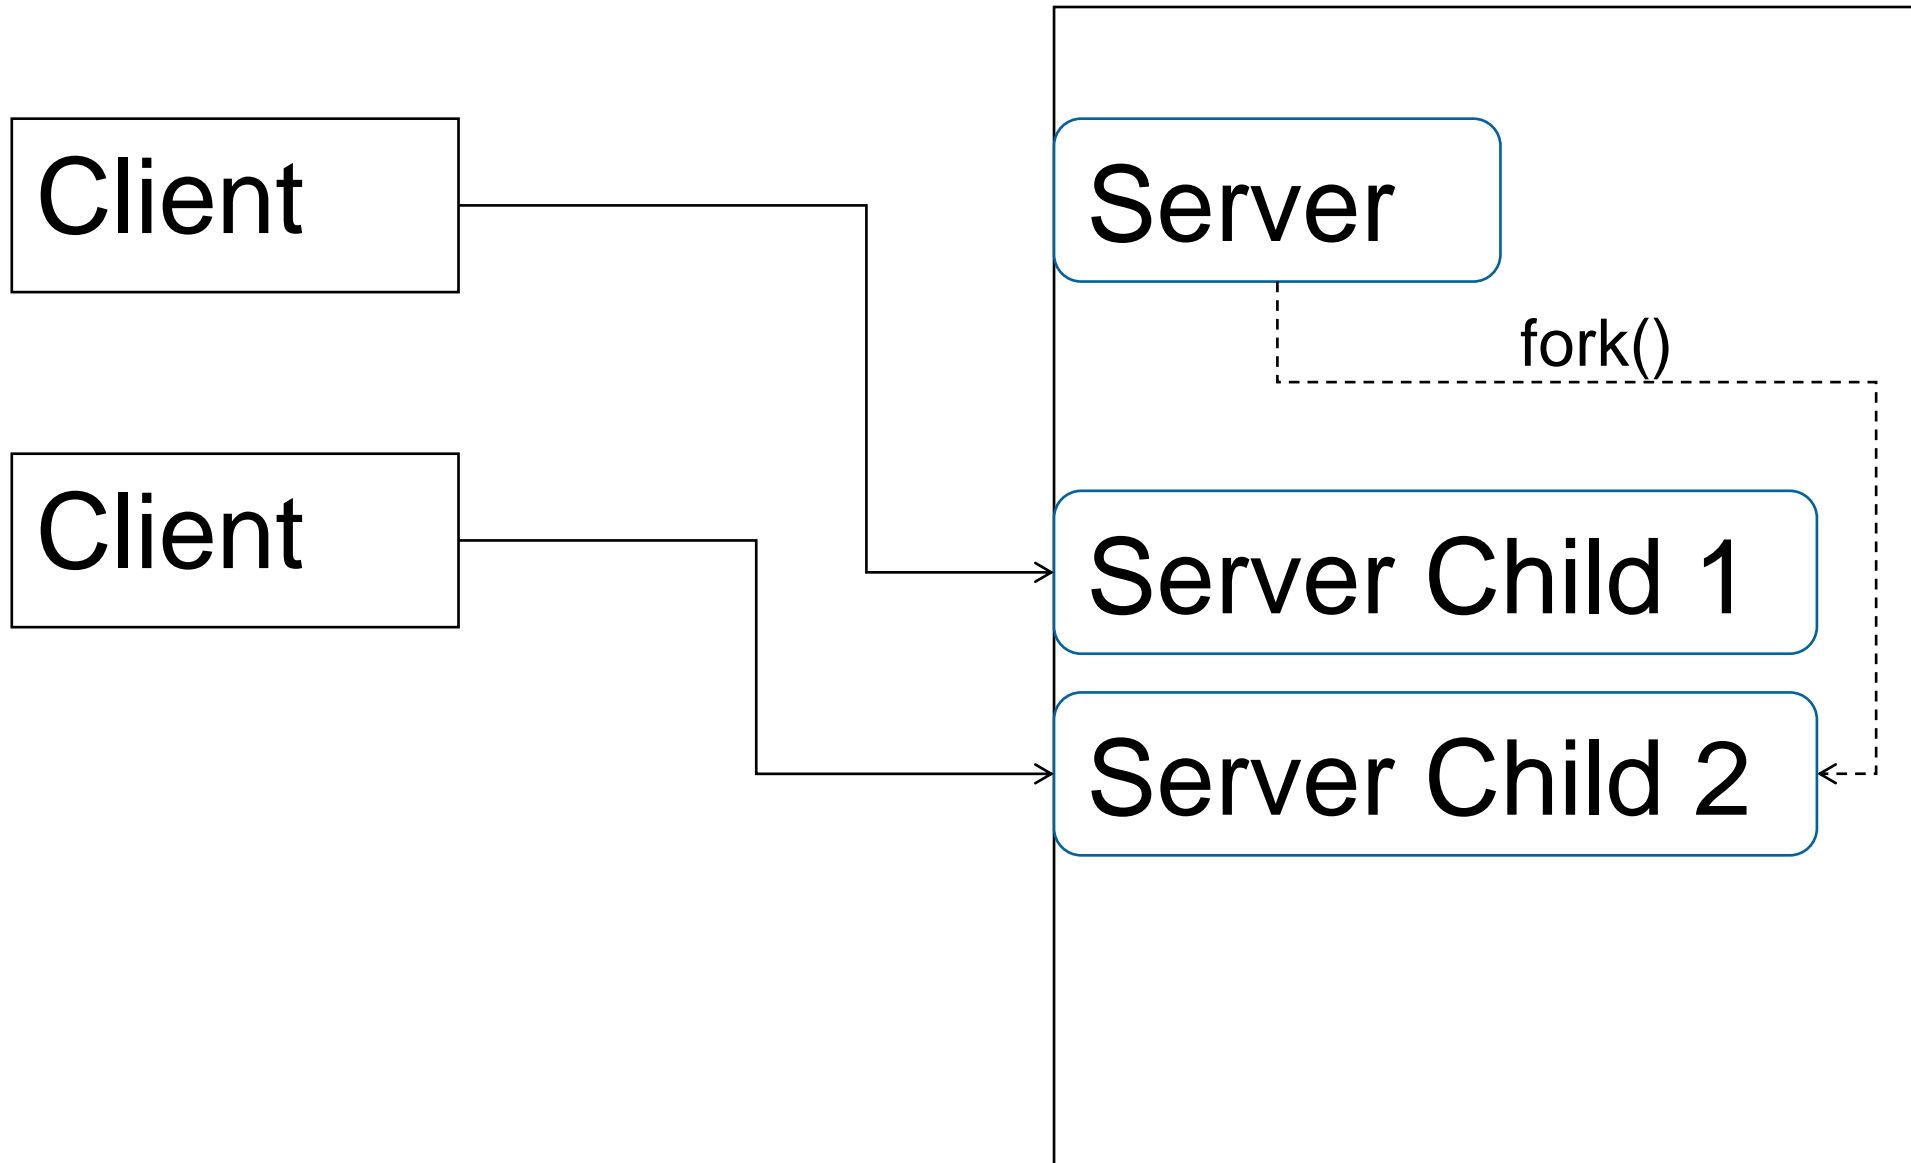 Client
Server
fork()
Client
Server Child 1
Server Child 2